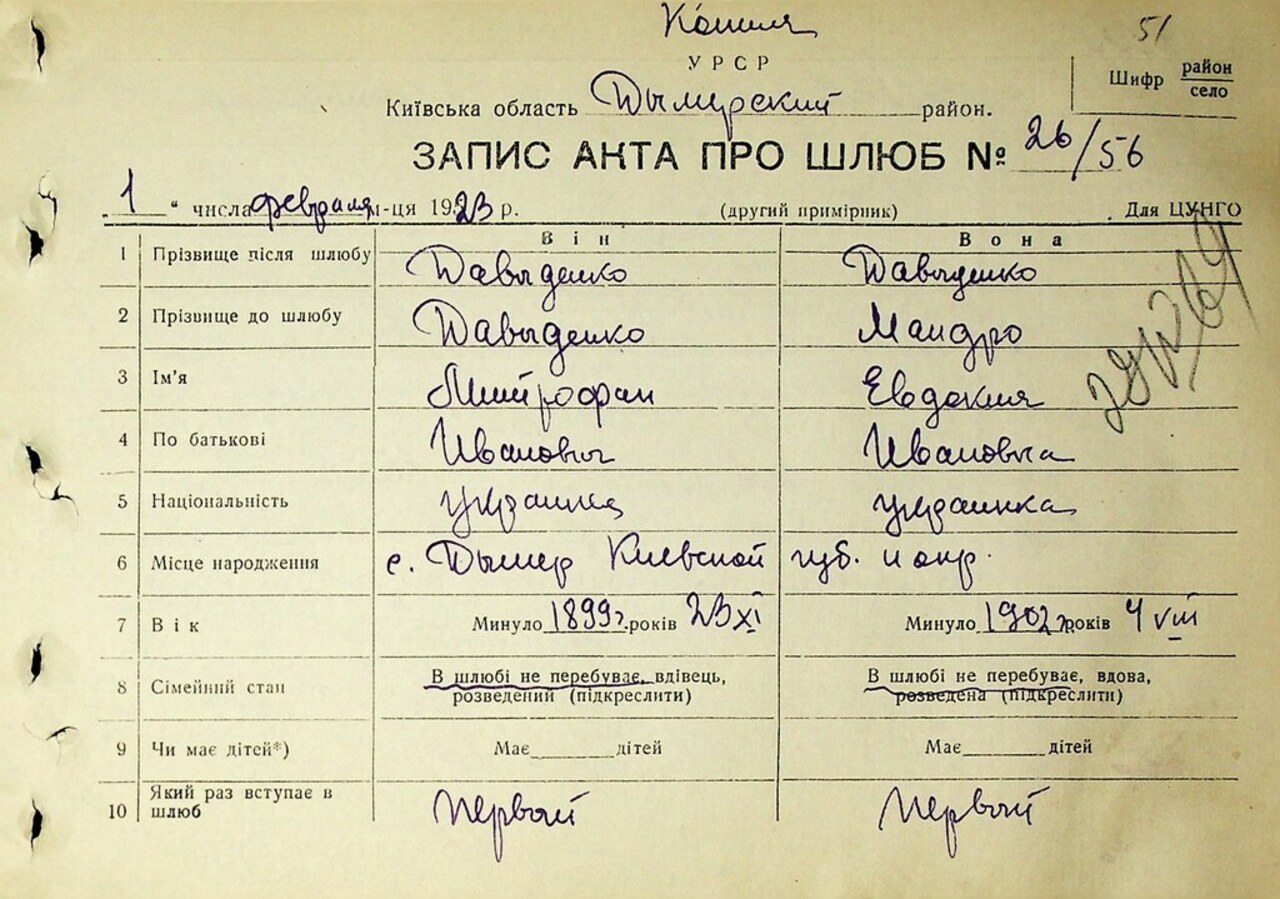 Копия
51
УРСР
Шифр район село
Київська область Дымерский район.
ЗАПИС АКТА ПРО ШЛЮБ № 26/56
„1“ числа февраля м-ця 1923 р. (другий примірник) Для ЦУНГО
Він Вона
1 Прізвище після шлюбу Давыденко Давыденко
2 Прізвище до шлюбу Давыденко Мандро
3 Ім'я Митрофан Евдокия
4 По батькові Иванович Ивановна
5 Національність украинец украинка
6 Місце народження с. Дымер Киевской губ. и окр.
7 Вік Минуло 1899 г. років 23 XI Минуло 1902 г. років 4 VIII
8 Сімейний стан В шлюбі не перебуває, вдівець, В шлюбі не перебуває, вдова,
розведений (підкреслити) розведена (підкреслити)
9 Чи має дітей*) Має дітей Має дітей
10 Який раз вступає в шлюб первый первый